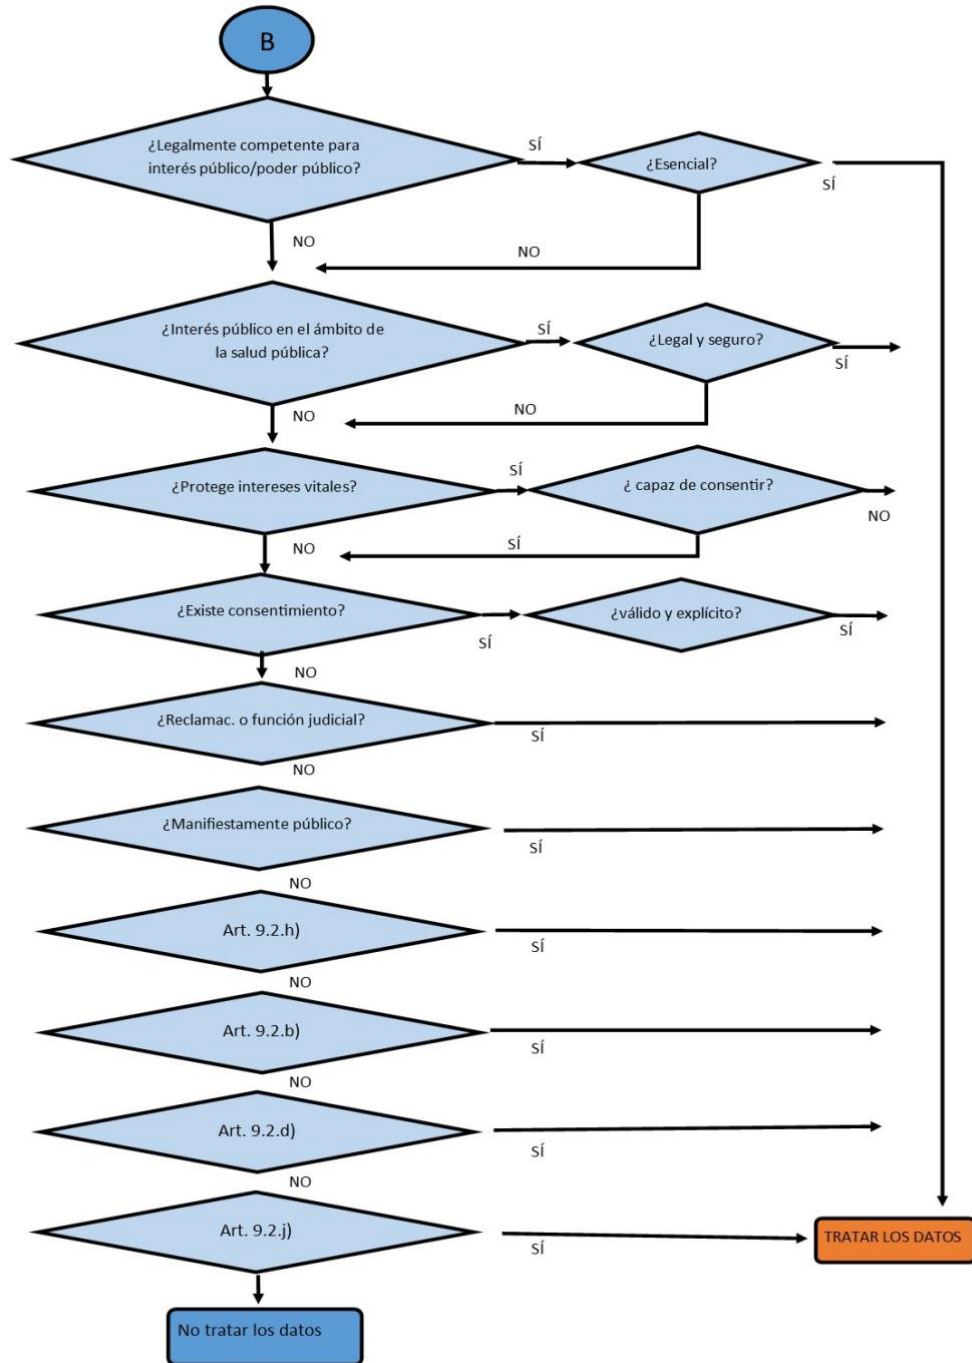 B
¿Legalmente competente para
interés público/poder público?
SÍ
¿Esencial?
SÍ
NO
NO
¿Interés público en el ámbito de
la salud pública?
SÍ
¿Legal y seguro?
SÍ
NO
NO
¿Protege intereses vitales?
SÍ
¿ capaz de consentir?
NO
NO
SÍ
¿Existe consentimiento?
SÍ
¿válido y explícito?
SÍ
NO
¿Reclamac. o función judicial?
SÍ
NO
¿Manifiestamente público?
SÍ
NO
Art. 9.2.h)
SÍ
NO
Art. 9.2.b)
SÍ
NO
Art. 9.2.d)
SÍ
NO
Art. 9.2.j)
SÍ
TRATAR LOS DATOS
No tratar los datos